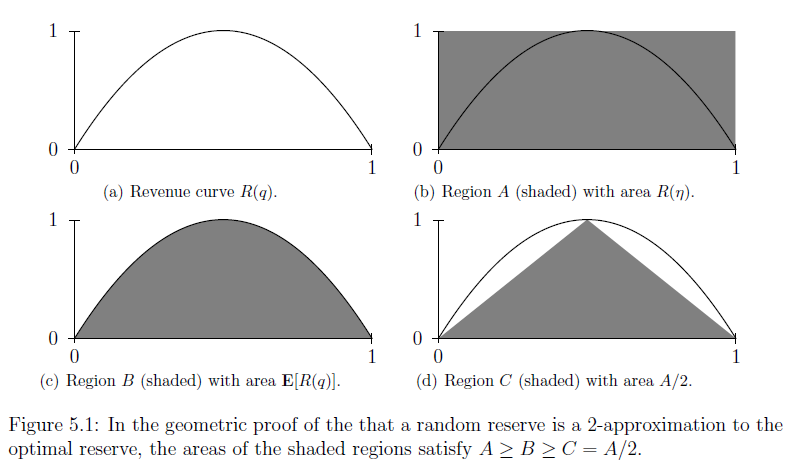 1
0
0
1
(a) Revenue curve R(q).
1
0
0
1
(b) Region A (shaded) with area R(η).
1
0
0
1
(c) Region B (shaded) with area E[R(q)].
1
0
0
1
(d) Region C (shaded) with area A/2.
Figure 5.1: In the geometric proof of the that a random reserve is a 2-approximation to the
optimal reserve, the areas of the shaded regions satisfy A ≥ B ≥ C = A/2.